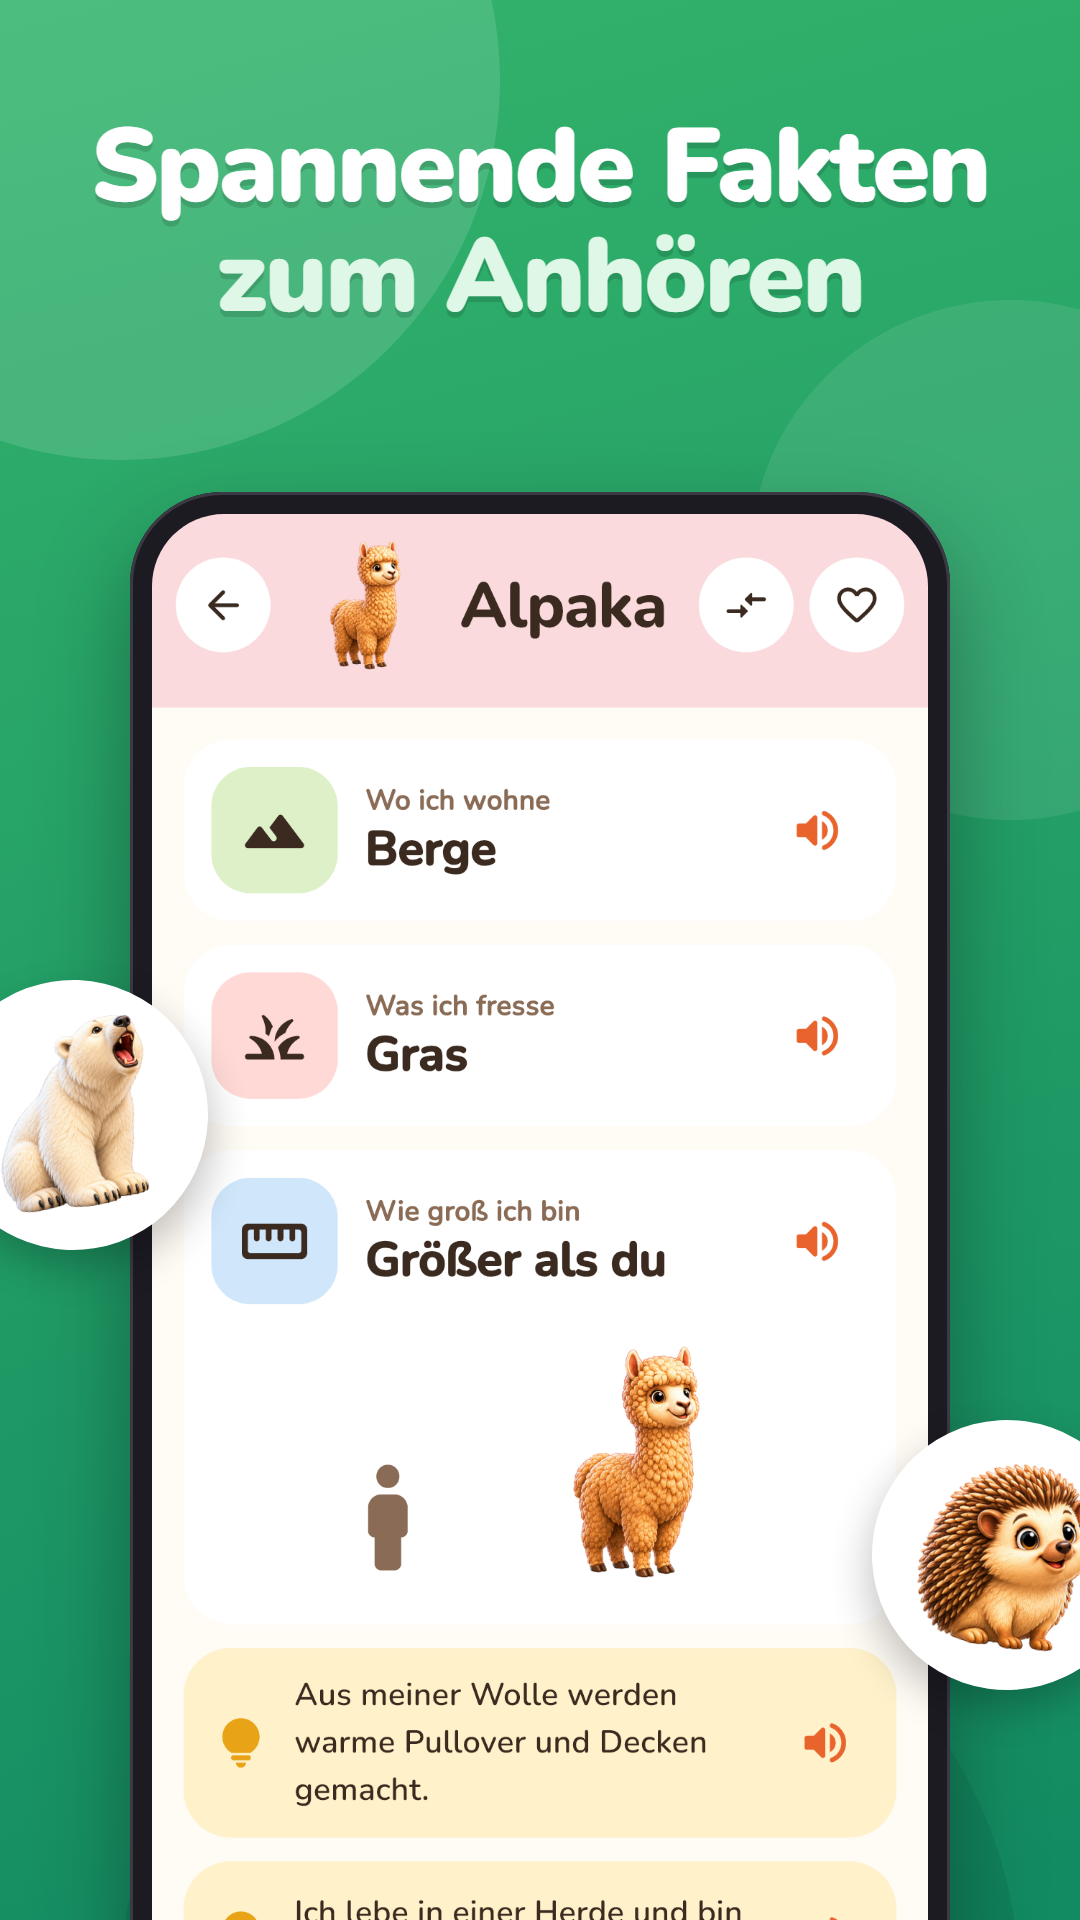 Spannende Fakten
zum Anhören
Alpaka
Wo ich wohne
Berge
Was ich fresse
Gras
Wie groß ich bin
Größer als du
Aus meiner Wolle werden
warme Pullover und Decken
gemacht.
Ich lebe in einer Herde und bin